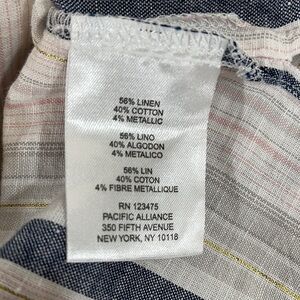 56% LINEN
40% COTTON
4% METALLIC
56% LINO
40% ALGODON
4% METALICO
56% LIN
40% COTON
4% FIBRE METALLIQUE
RN 123475
PACIFIC ALLIANCE
350 FIFTH AVENUE
NEW YORK, NY 10118